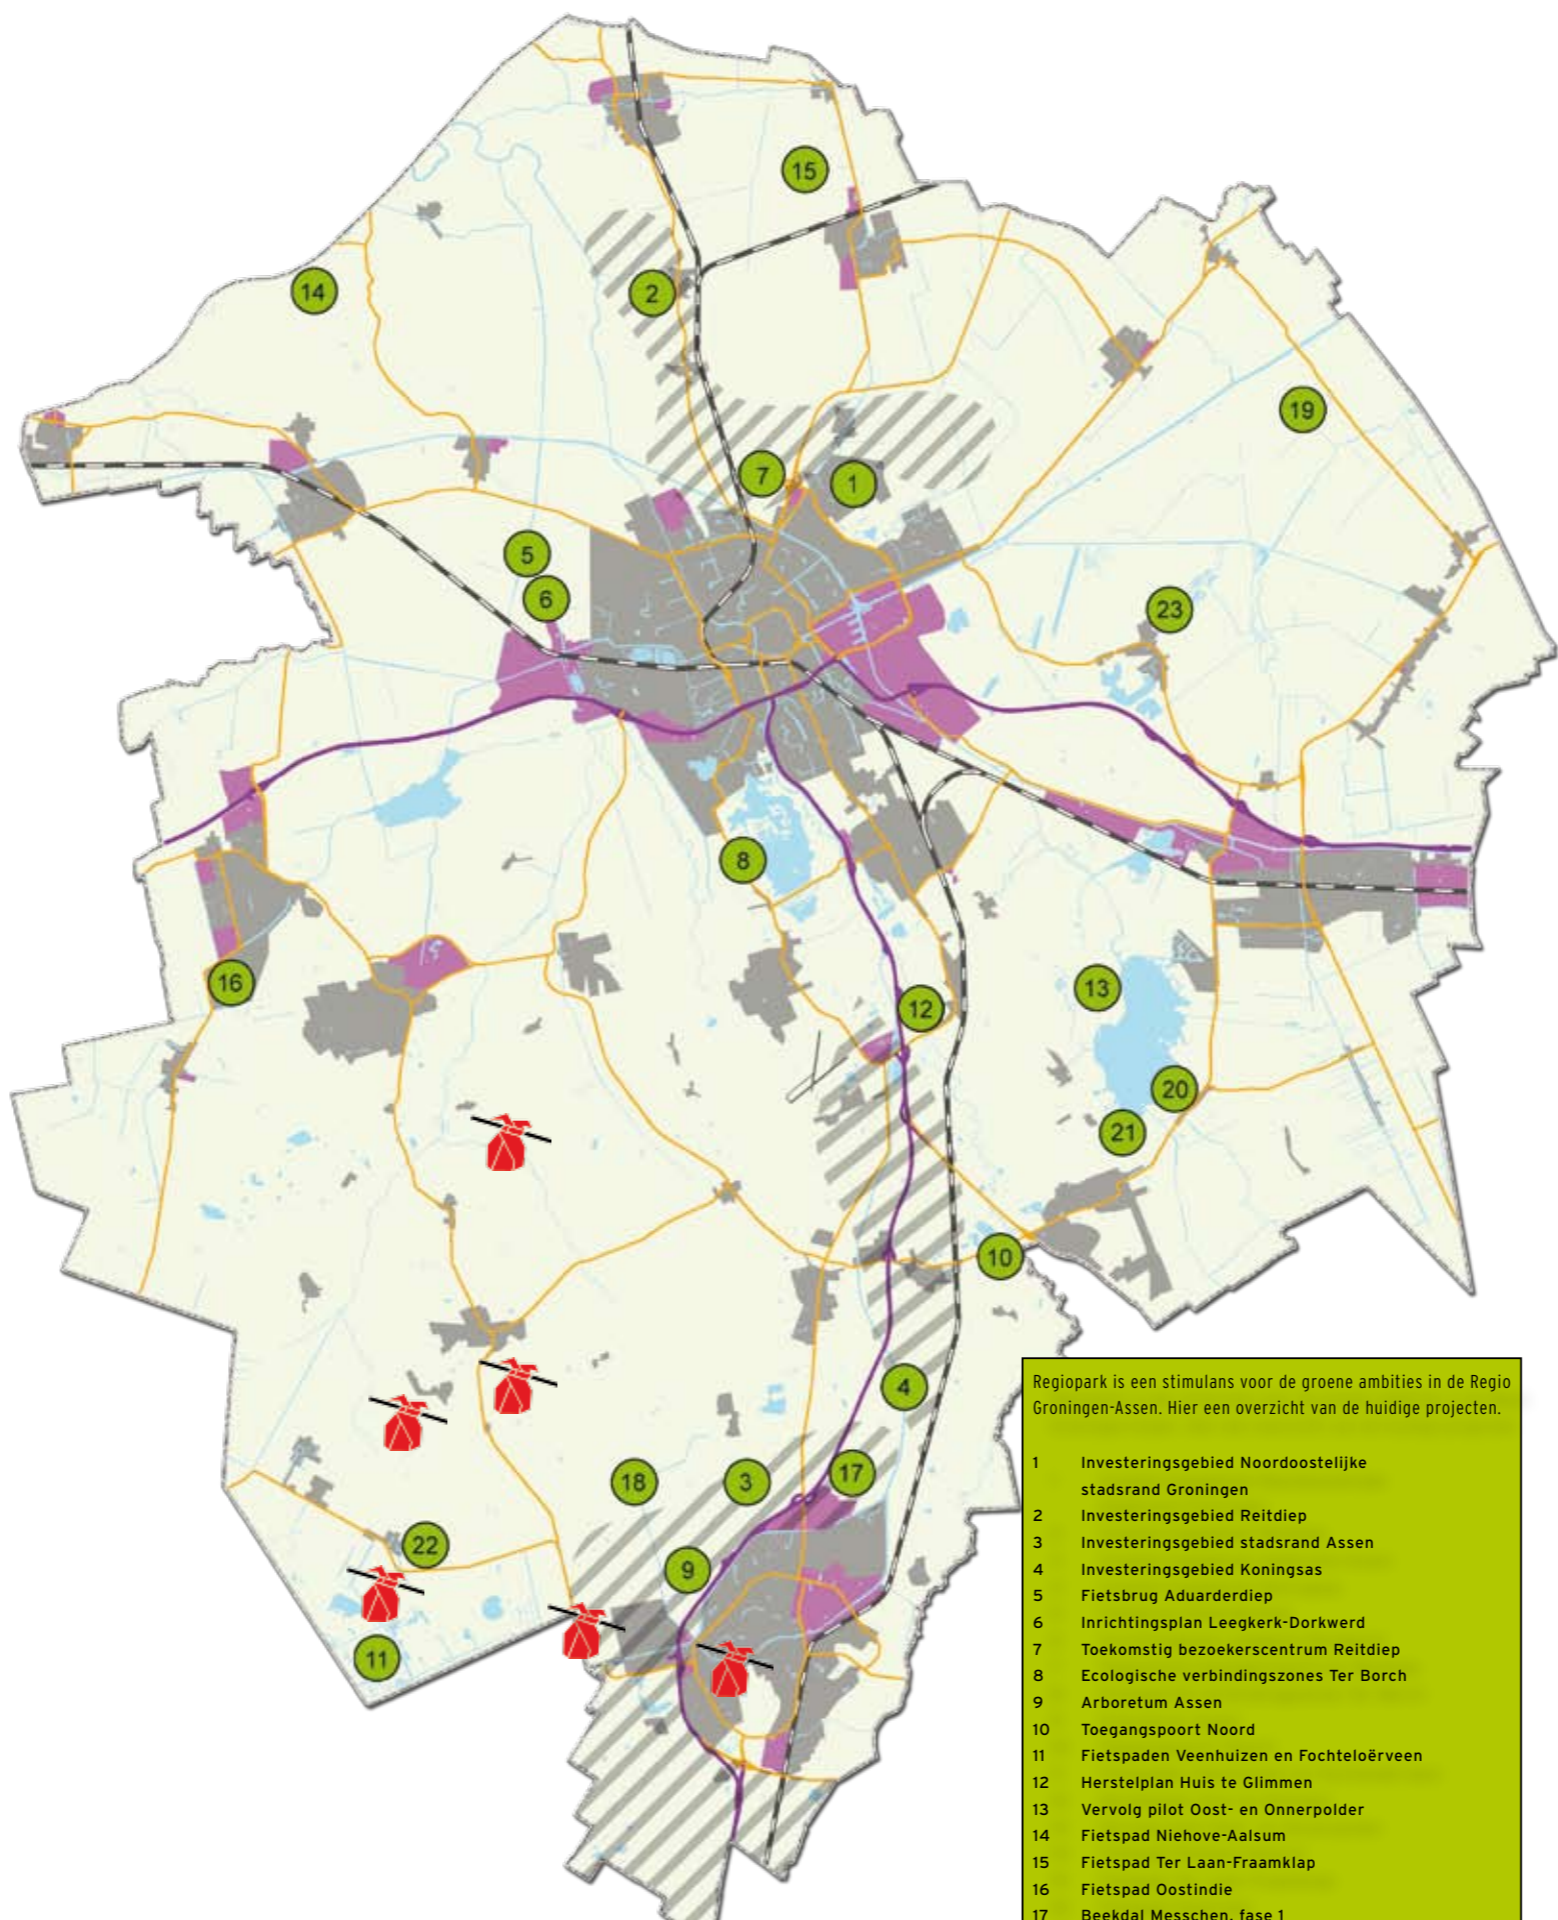 15
14
2
19
7
1
5
6
23
8
16
13
12
20
21
10
4
18
3
17
22
9
11
Regiopark is een stimulans voor de groene ambities in de Regio
Groningen-Assen. Hier een overzicht van de huidige projecten.
1 Investeringsgebied Noordoostelijke
stadsrand Groningen
2 Investeringsgebied Reitdiep
3 Investeringsgebied stadsrand Assen
4 Investeringsgebied Koningsas
5 Fietsbrug Aduarderdiep
6 Inrichtingsplan Leegkerk-Dorkwerd
7 Toekomstig bezoekerscentrum Reitdiep
8 Ecologische verbindingszones Ter Borch
9 Arboretum Assen
10 Toegangspoort Noord
11 Fietspaden Veenhuizen en Fochteloërveen
12 Herstelplan Huis te Glimmen
13 Vervolg pilot Oost- en Onnerpolder
14 Fietspad Niehove-Aalsum
15 Fietspad Ter Laan-Fraamklap
16 Fietspad Oostindie
17 Beekdal Messchen, fase 1